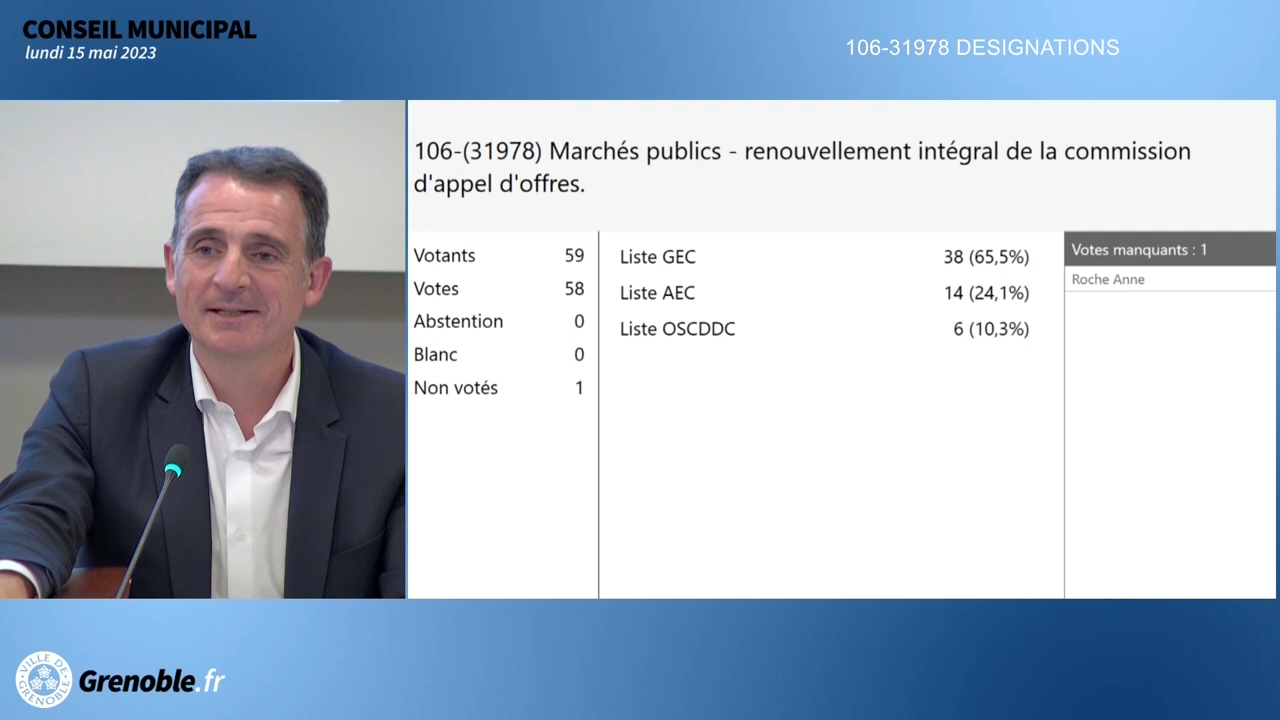 CONSEIL MUNICIPAL
lundi 15 mai 2023
106-31978 DESIGNATIONS
106-(31978) Marchés publics - renouvellement intégral de la commission
d'appel d'offres.
Votants 59
Votes 58
Abstention 0
Blanc 0
Non votés 1
Liste GEC 38 (65,5%)
Liste AEC 14 (24,1%)
Liste OSCDDC 6 (10,3%)
Votes manquants : 1
Roche Anne
VILLE DE
GRENOBLE
Grenoble.fr